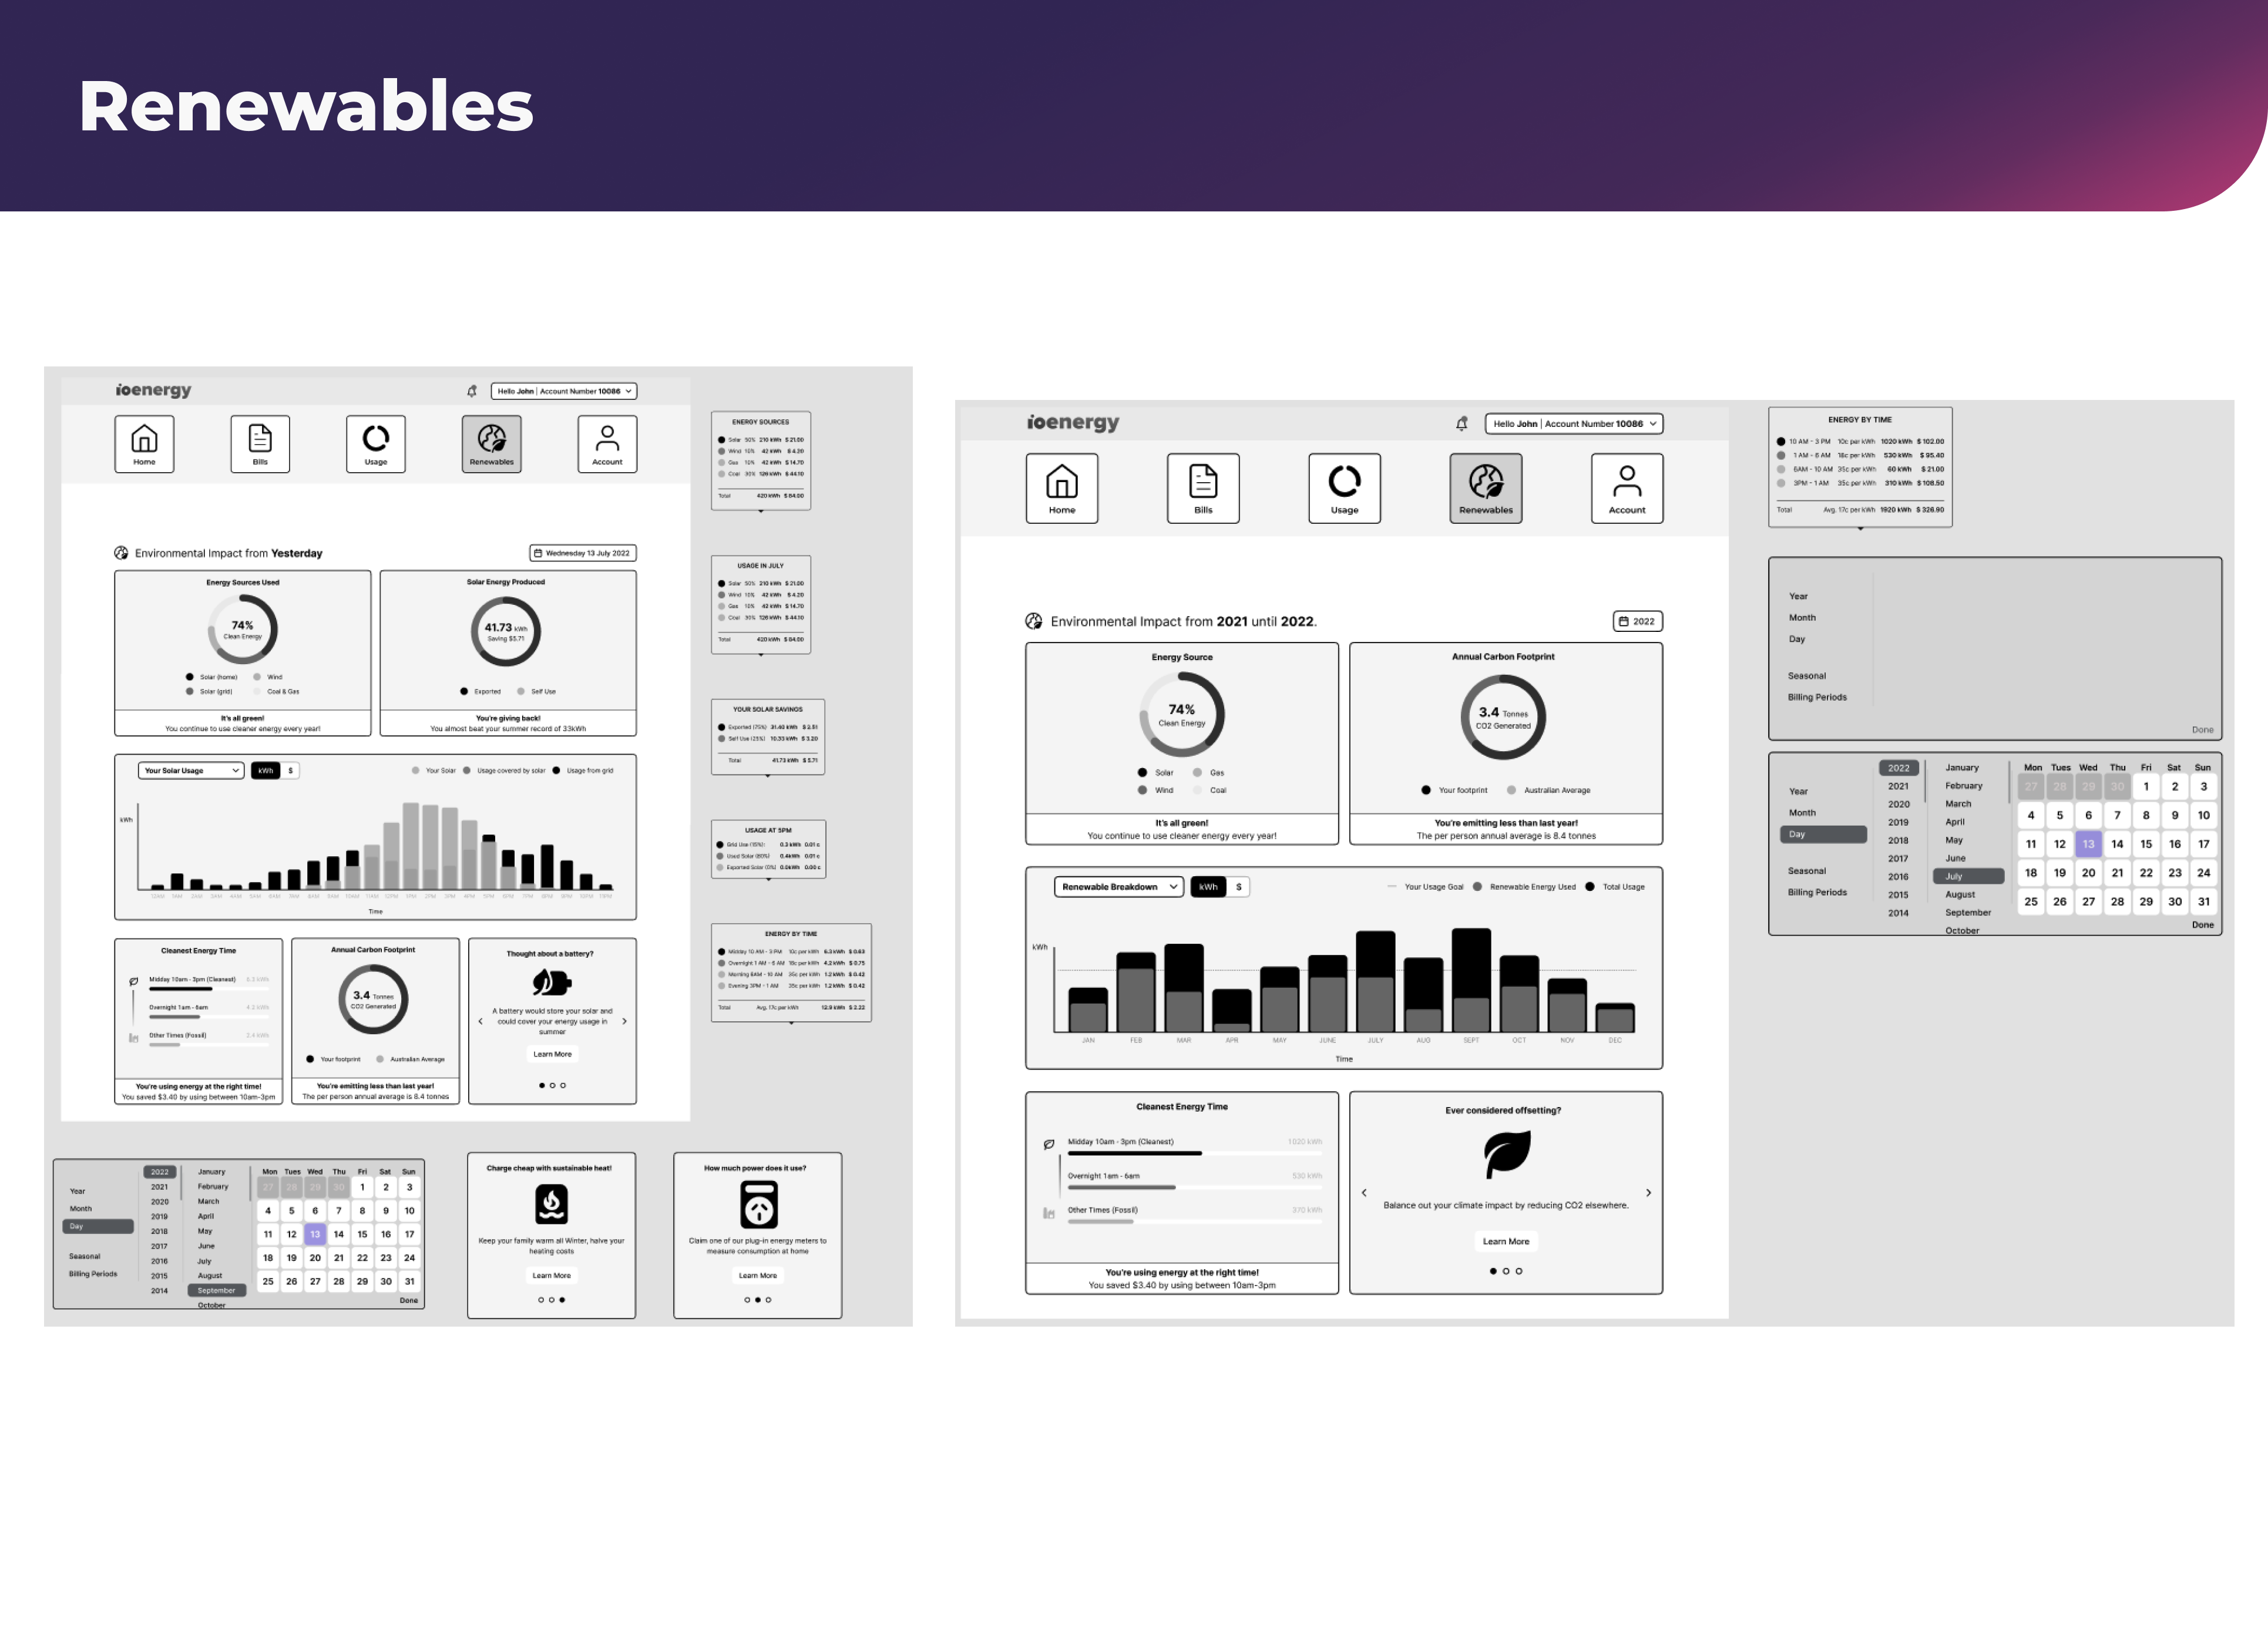 Renewables
ioenergy
Hello John | Account Number 10086
Home
Bills
Usage
Renewables
Account
Environmental Impact from Yesterday
Wednesday 13 July 2022
Energy Sources Used
74%
Clean Energy
Solar (home) Wind
Solar (grid) Coal & Gas
It's all green!
You continue to use cleaner energy every year!
Solar Energy Produced
41.73 kWh
Saving $5.71
Exported Self Use
You're giving back!
You almost beat your summer record of 33kWh
Your Solar Usage kWh $ Your Solar Usage covered by solar Usage from grid
kWh
Time
Cleanest Energy Time
Midday 10am - 3pm (Cleanest) 6.3 kWh
Overnight 1am - 6am 4.2 kWh
Other Times (Fossil) 2.4 kWh
You're using energy at the right time!
You saved $3.40 by using between 10am-3pm
Annual Carbon Footprint
3.4 Tonnes
CO2 Generated
Your footprint Australian Average
You're emitting less than last year!
The per person annual average is 8.4 tonnes
Thought about a battery?
A battery would store your solar and
could cover your energy usage in
summer
Learn More
ENERGY SOURCES
Solar 50% 210 kWh $ 21.00
Wind 10% 42 kWh $ 4.20
Gas 10% 42 kWh $ 14.70
Coal 30% 126 kWh $ 44.10
Total 420 kWh $ 84.00
USAGE IN JULY
Solar 50% 210 kWh $ 21.00
Wind 10% 42 kWh $ 4.20
Gas 10% 42 kWh $ 14.70
Coal 30% 126 kWh $ 44.10
Total 420 kWh $ 84.00
YOUR SOLAR SAVINGS
Exported (75%) 31.40 kWh $ 2.51
Self Use (25%) 10.33 kWh $ 3.20
Total 41.73 kWh $ 5.71
USAGE AT 5PM
Grid Use (15%): 0.3 kWh 0.01 c
Used Solar 0.4kWh 0.01 c
Exported Solar (0%) 0.0kWh 0.00 c
ENERGY BY TIME
Midday 10 AM - 3 PM 10c per kWh 6.3 kWh $ 0.63
Overnight 1 AM - 6 AM 18c per kWh 4.2 kWh $ 0.75
Morning 6AM - 10 AM 35c per kWh 1.2 kWh $ 0.42
Evening 3PM - 1 AM 35c per kWh 1.2 kWh $ 0.42
Total Avg. 17c per kWh 12.9 kWh $ 2.22
Year
Month
Day
Seasonal
Billing Periods
2022
2021
2020
2019
2018
2017
2016
2015
2014
January
February
March
April
May
June
July
August
September
October
Mon Tues Wed Thu Fri Sat Sun
27 28 29 30 1 2 3
4 5 6 7 8 9 10
11 12 13 14 15 16 17
18 19 20 21 22 23 24
25 26 27 28 29 30 31
Done
Charge cheap with sustainable heat!
Keep your family warm all Winter, halve your
heating costs
Learn More
How much power does it use?
Claim one of our plug-in energy meters to
measure consumption at home
Learn More
ioenergy
Hello John | Account Number 10086
Home
Bills
Usage
Renewables
Account
Environmental Impact from 2021 until 2022.
2022
Energy Source
74%
Clean Energy
Solar Gas
Wind Coal
It's all green!
You continue to use cleaner energy every year!
Annual Carbon Footprint
3.4 Tonnes
CO2 Generated
Your footprint Australian Average
You're emitting less than last year!
The per person annual average is 8.4 tonnes
Renewable Breakdown kWh $ Your Usage Goal Renewable Energy Used Total Usage
kWh
JAN FEB MAR APR MAY JUNE JULY AUG SEPT OCT NOV DEC
Time
Cleanest Energy Time
Midday 10am - 3pm (Cleanest) 1020 kWh
Overnight 1am - 6am 530 kWh
Other Times (Fossil) 370 kWh
You're using energy at the right time!
You saved $3.40 by using between 10am-3pm
Ever considered offsetting?
Balance out your climate impact by reducing CO2 elsewhere.
Learn More
ENERGY BY TIME
10 AM - 3 PM 10c per kWh 1020 kWh $ 102.00
1 AM - 6 AM 18c per kWh 530 kWh $ 95.40
6AM - 10 AM 35c per kWh 60 kWh $ 21.00
3PM - 1 AM 35c per kWh 310 kWh $ 108.50
Total Avg. 17c per kWh 1920 kWh $ 326.90
Year
Month
Day
Seasonal
Billing Periods
Done
Year
Month
Day
Seasonal
Billing Periods
2022
2021
2020
2019
2018
2017
2016
2015
2014
January
February
March
April
May
June
July
August
September
October
Mon Tues Wed Thu Fri Sat Sun
27 28 29 30 1 2 3
4 5 6 7 8 9 10
11 12 13 14 15 16 17
18 19 20 21 22 23 24
25 26 27 28 29 30 31
Done